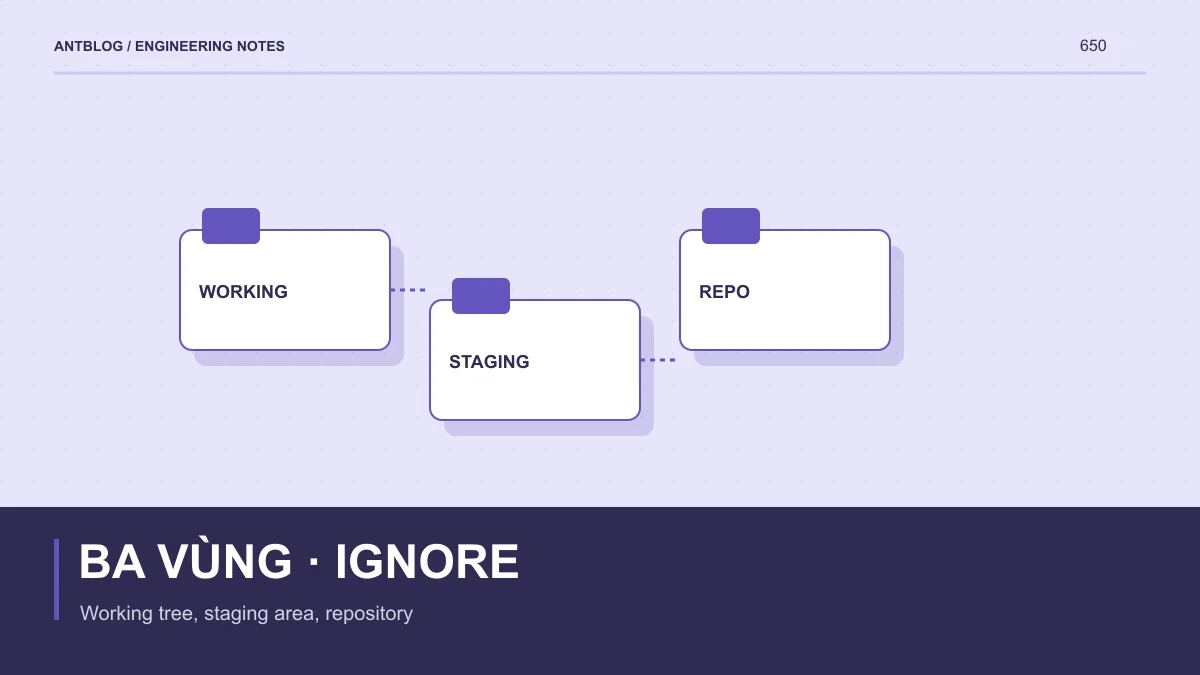 ANTBLOG / ENGINEERING NOTES
650
WORKING
STAGING
REPO
BA VÙNG · IGNORE
Working tree, staging area, repository